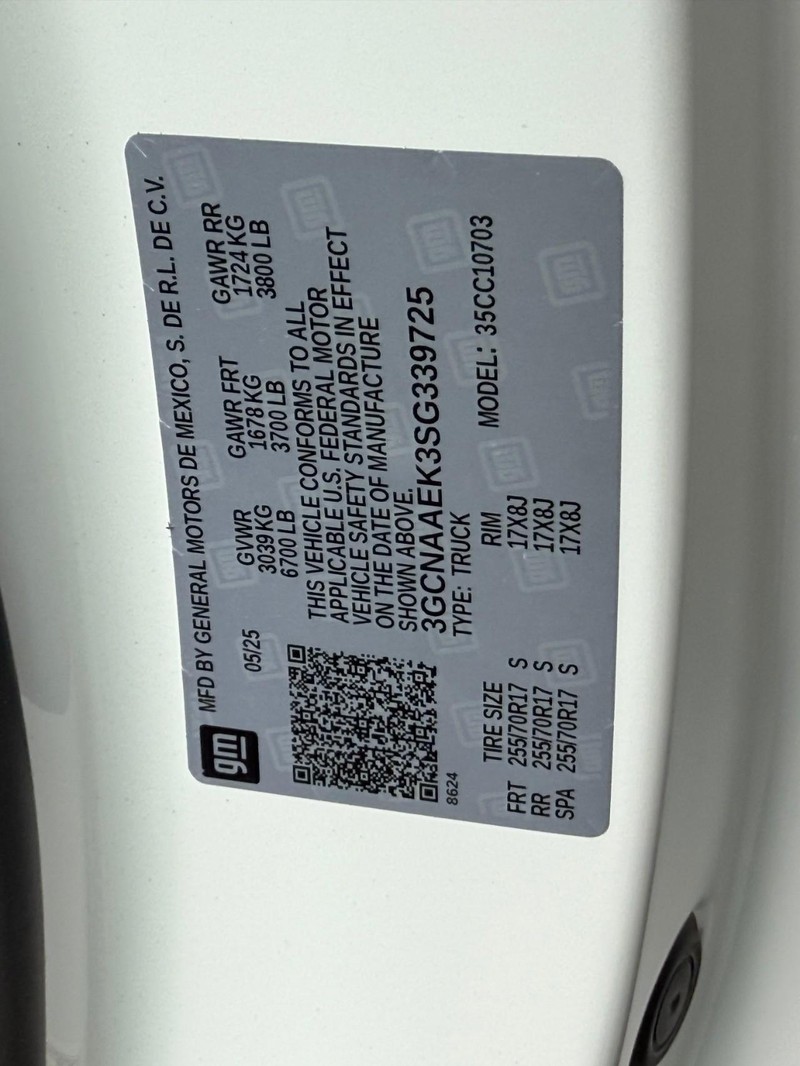 gm
MFD BY GENERAL MOTORS DE MEXICO, S. DE R.L. DE C.V.
05/25
GVWR GAWR FRT GAWR RR
3039 KG 1678 KG 1724 KG
6700 LB 3700 LB 3800 LB
THIS VEHICLE CONFORMS TO ALL
APPLICABLE U.S. FEDERAL MOTOR
VEHICLE SAFETY STANDARDS IN EFFECT
ON THE DATE OF MANUFACTURE
SHOWN ABOVE.
3GCNAAEK3SG339725
8624
TYPE: TRUCK MODEL: 35CC10703
TIRE SIZE RIM
FRT 255/70R17 S 17X8J
RR 255/70R17 S 17X8J
SPA 255/70R17 S 17X8J